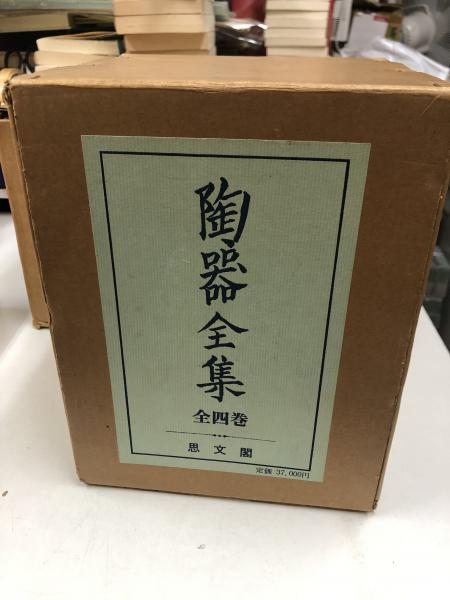 陶器全集
全四巻
思文閣
定価 37,000円